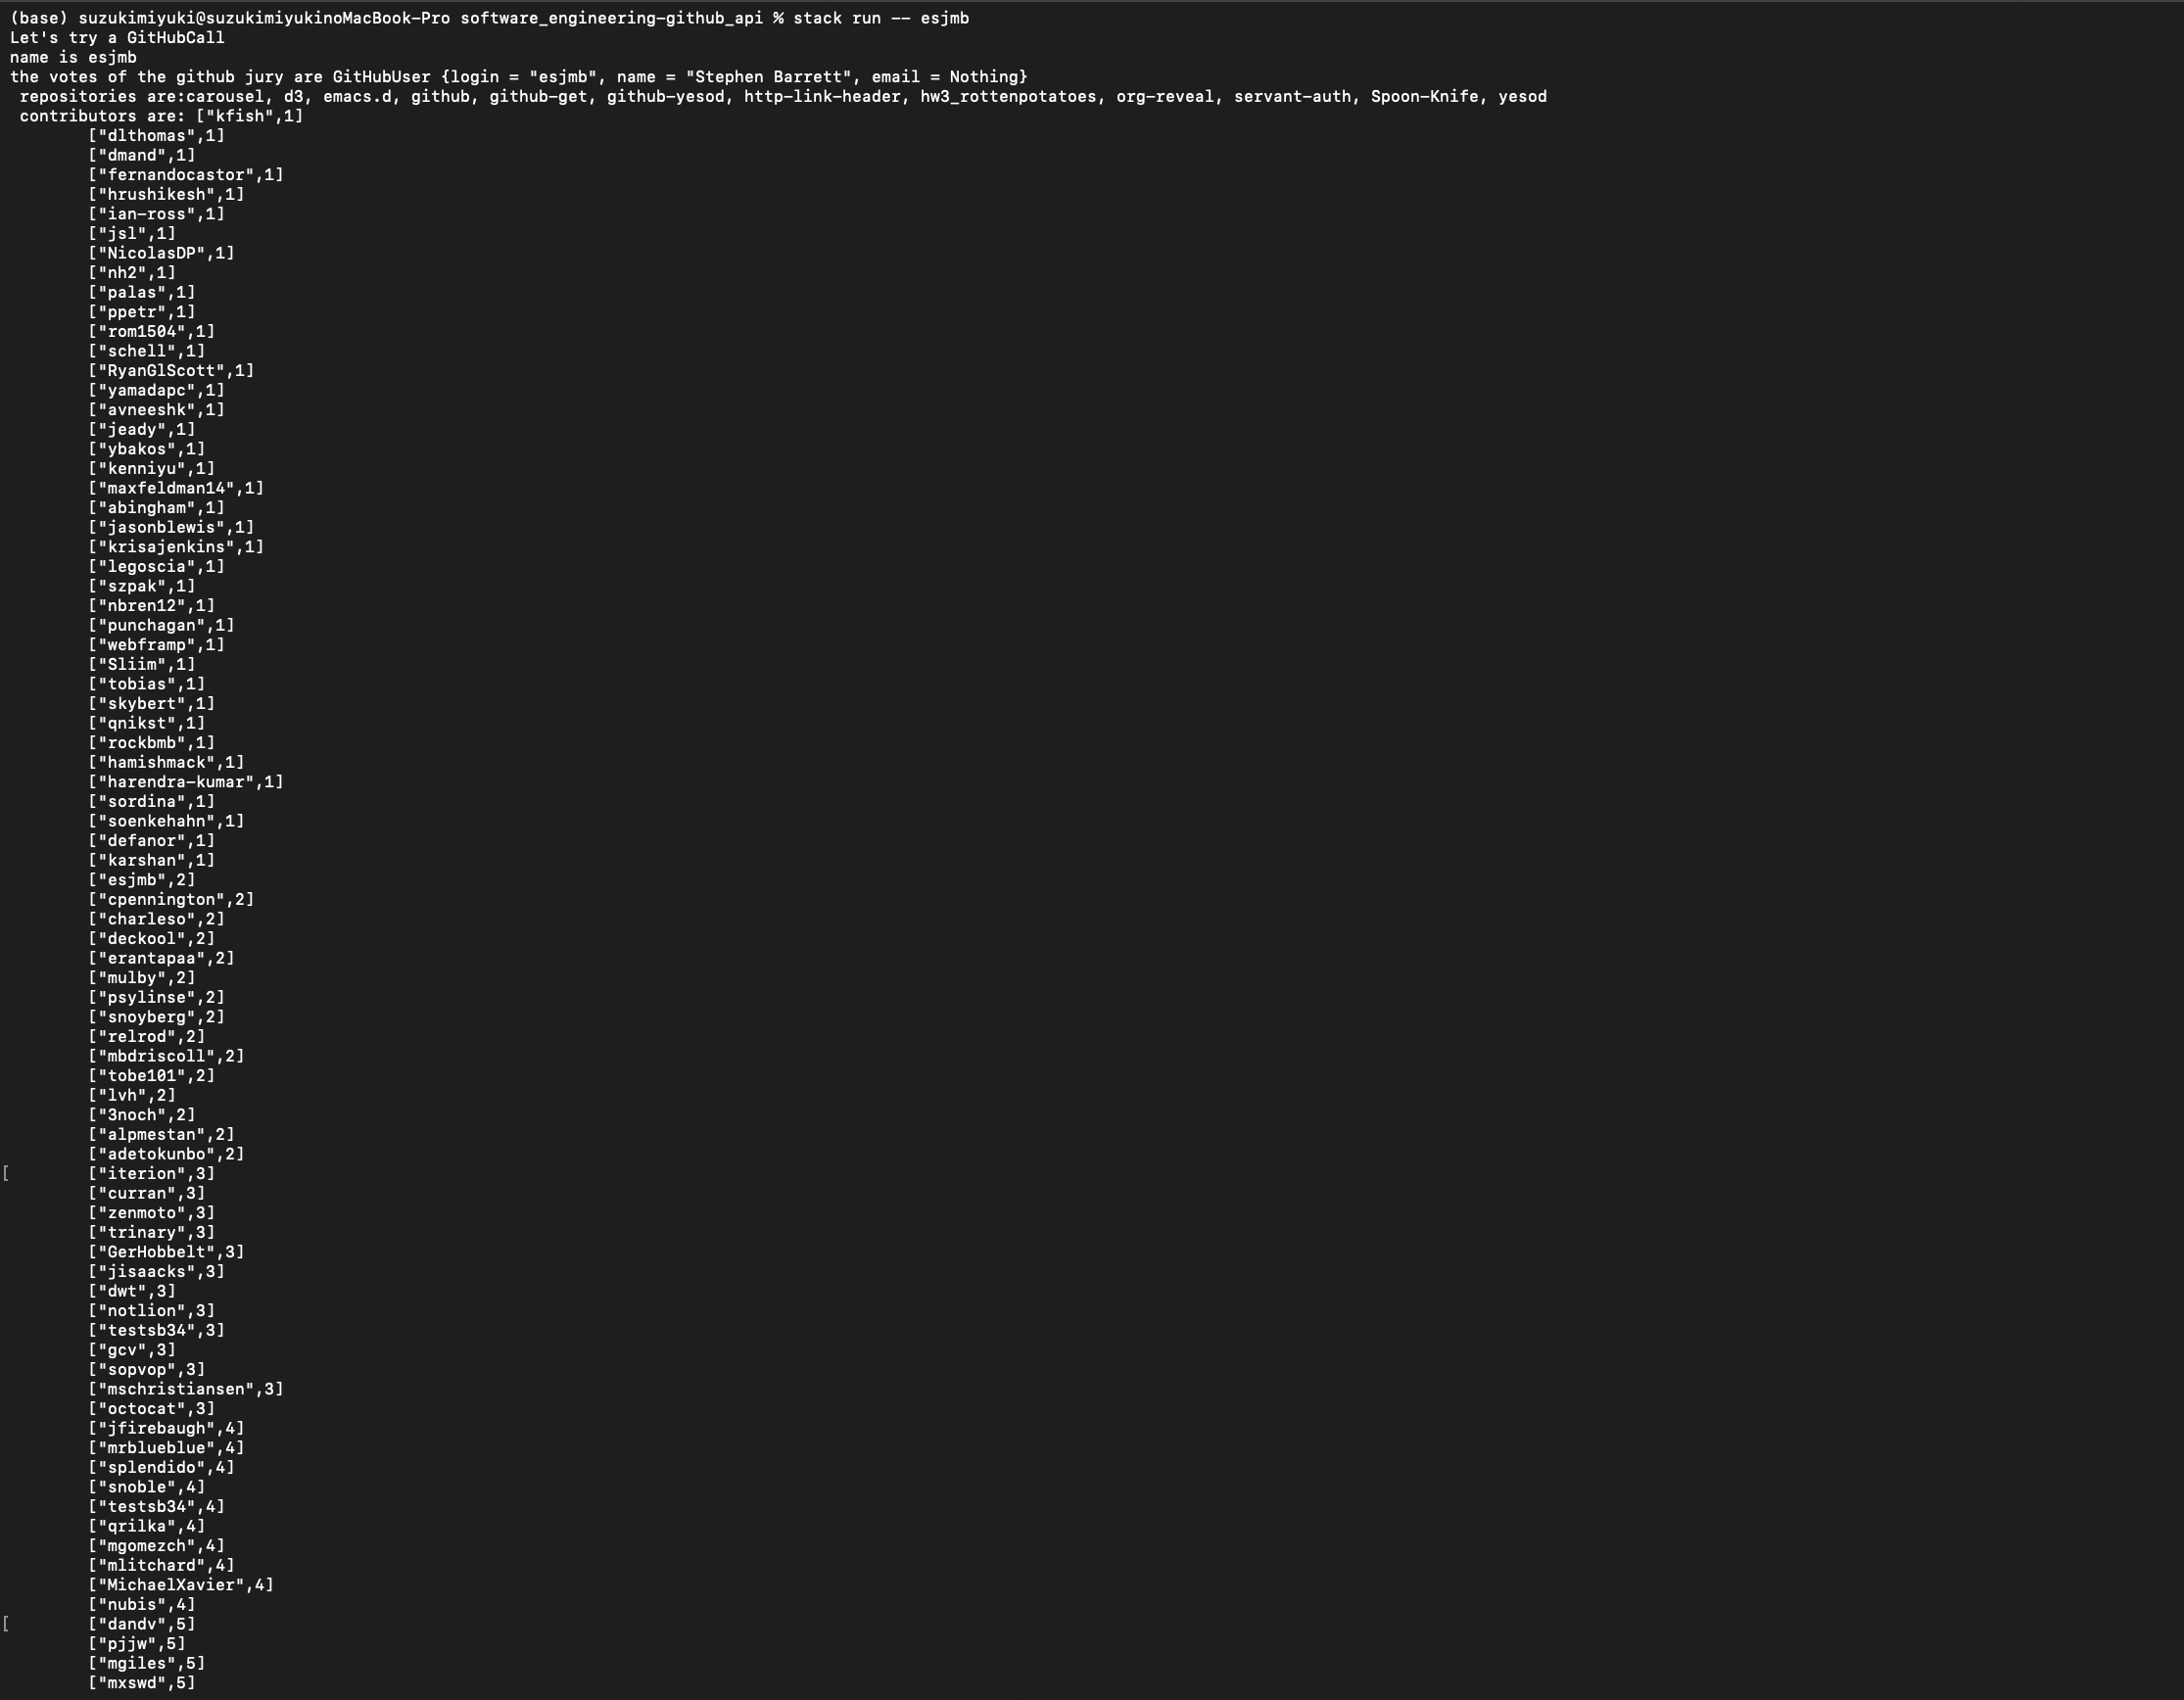 (base) suzukimiyuki@suzukimiyukinoMacBook-Pro software_engineering-github_api % stack run -- esjmb
Let's try a GitHubCall
name is esjmb
the votes of the github jury are GitHubUser {login = "esjmb", name = "Stephen Barrett", email = Nothing}
repositories are:carousel, d3, emacs.d, github, github-get, github-yesod, http-link-header, hw3_rottenpotatoes, org-reveal, servant-auth, Spoon-Knife, yesod
contributors are: ["kfish",1]
["dlthomas",1]
["dmand",1]
["fernandocastor",1]
["hrushikesh",1]
["ian-ross",1]
["jsl",1]
["NicolasDP",1]
["nh2",1]
["palas",1]
["ppetr",1]
["rom1504",1]
["schell",1]
["RyanGlScott",1]
["yamadapc",1]
["avneeshk",1]
["jeady",1]
["ybakos",1]
["kenniyu",1]
["maxfeldman14",1]
["abingham",1]
["jasonblewis",1]
["krisajenkins",1]
["legoscia",1]
["szpak",1]
["nbren12",1]
["punchagan",1]
["webframp",1]
["Sliim",1]
["tobias",1]
["skybert",1]
["qnikst",1]
["rockbmb",1]
["hamishmack",1]
["harendra-kumar",1]
["sordina",1]
["soenkehahn",1]
["defanor",1]
["karshan",1]
["esjmb",2]
["cpennington",2]
["charleso",2]
["deckool",2]
["erantapaa",2]
["mulby",2]
["psylinse",2]
["snoyberg",2]
["relrod",2]
["mbdriscoll",2]
["tobe101",2]
["lvh",2]
["3noch",2]
["alpmestan",2]
["adetokunbo",2]
[ ["iterion",3]
["curran",3]
["zenmoto",3]
["trinary",3]
["GerHobbelt",3]
["jisaacks",3]
["dwt",3]
["notlion",3]
["testsb34",3]
["gcv",3]
["sopvop",3]
["mschristiansen",3]
["octocat",3]
["jfirebaugh",4]
["mrblueblue",4]
["splendido",4]
["snoble",4]
["testsb34",4]
["qrilka",4]
["mgomezch",4]
["mlitchard",4]
["MichaelXavier",4]
["nubis",4]
[ ["dandv",5]
["pjjw",5]
["mgiles",5]
["mxswd",5]